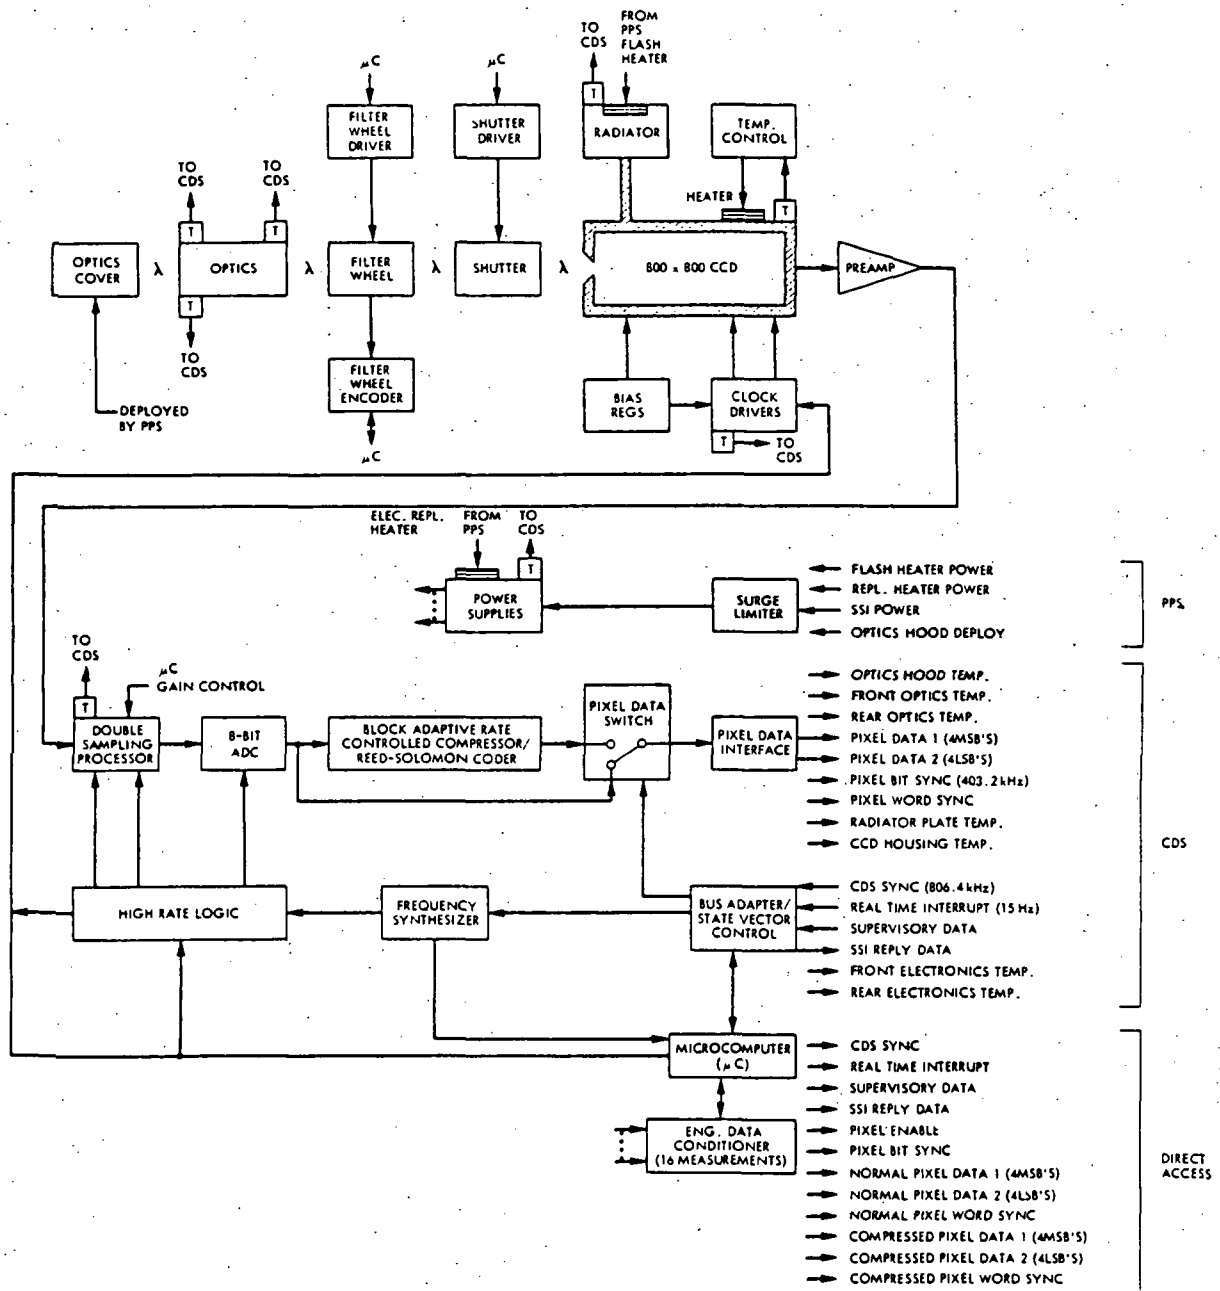 TO
CDS
FROM
PPS
FLASH
HEATER
μC
μC
T
FILTER
WHEEL
DRIVER
SHUTTER
DRIVER
RADIATOR
TEMP.
CONTROL
TO
CDS
TO
CDS
HEATER
T
T
T
OPTICS
COVER
λ
OPTICS
λ
FILTER
WHEEL
λ
SHUTTER
λ
800 x 800 CCD
PREAMP
T
TO
CDS
FILTER
WHEEL
ENCODER
BIAS
REGS
CLOCK
DRIVERS
DEPLOYED
BY PPS
μC
T
TO
CDS
ELEC. REPL.
HEATER
FROM
PPS
TO
CDS
T
POWER
SUPPLIES
SURGE
LIMITER
FLASH HEATER POWER
REPL. HEATER POWER
SSI POWER
OPTICS HOOD DEPLOY
PPS
TO
CDS
μC
GAIN CONTROL
T
DOUBLE
SAMPLING
PROCESSOR
8-BIT
ADC
BLOCK ADAPTIVE RATE
CONTROLLED COMPRESSOR/
REED-SOLOMON CODER
PIXEL DATA
SWITCH
PIXEL DATA
INTERFACE
OPTICS HOOD TEMP.
FRONT OPTICS TEMP.
REAR OPTICS TEMP.
PIXEL DATA 1 (4MSB'S)
PIXEL DATA 2 (4LSB'S)
PIXEL BIT SYNC (403.2kHz)
PIXEL WORD SYNC
RADIATOR PLATE TEMP.
CCD HOUSING TEMP.
CDS
HIGH RATE LOGIC
FREQUENCY
SYNTHESIZER
BUS ADAPTER/
STATE VECTOR
CONTROL
CDS SYNC (806.4kHz)
REAL TIME INTERRUPT (15 Hz)
SUPERVISORY DATA
SSI REPLY DATA
FRONT ELECTRONICS TEMP.
REAR ELECTRONICS TEMP.
MICROCOMPUTER
(μC)
ENG. DATA
CONDITIONER
(16 MEASUREMENTS)
CDS SYNC
REAL TIME INTERRUPT
SUPERVISORY DATA
SSI REPLY DATA
PIXEL ENABLE
PIXEL BIT SYNC
NORMAL PIXEL DATA 1 (4MSB'S)
NORMAL PIXEL DATA 2 (4LSB'S)
NORMAL PIXEL WORD SYNC
COMPRESSED PIXEL DATA 1 (4MSB'S)
COMPRESSED PIXEL DATA 2 (4LSB'S)
COMPRESSED PIXEL WORD SYNC
DIRECT
ACCESS